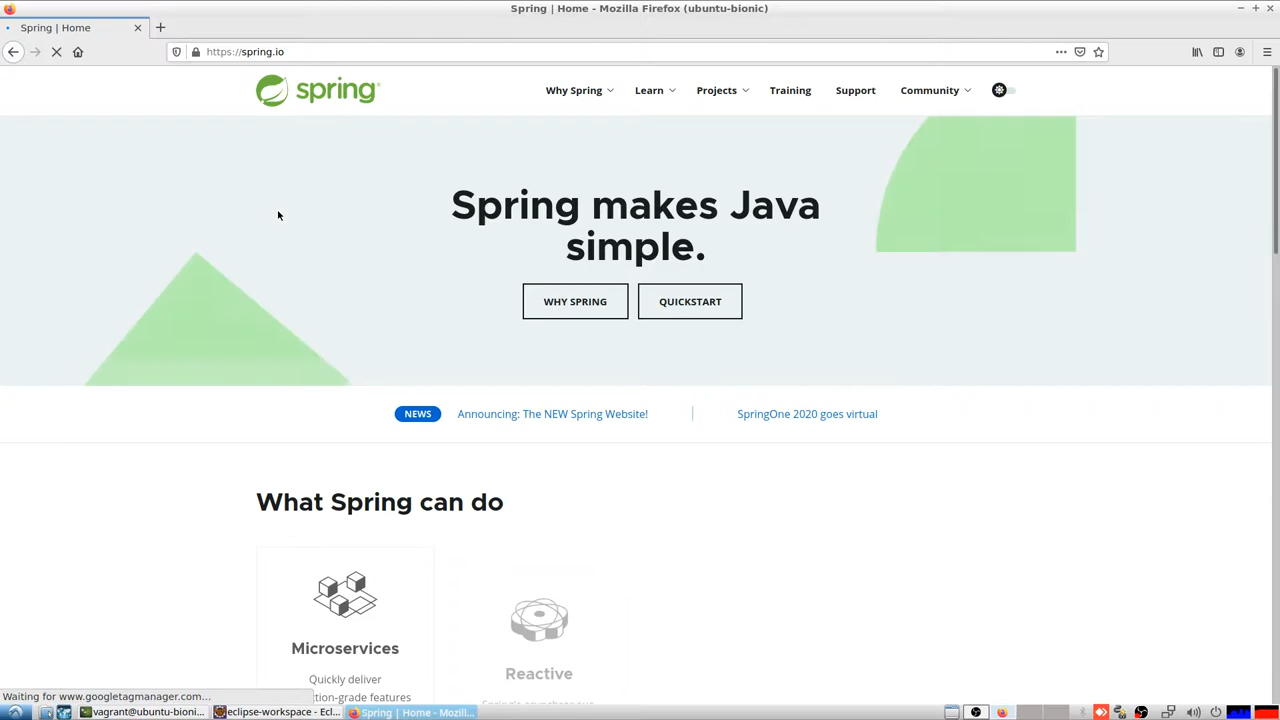 Spring | Home - Mozilla Firefox (ubuntu-bionic)
Spring | Home
https://spring.io
spring
Why Spring
Learn
Projects
Training
Support
Community
Spring makes Java
simple.
WHY SPRING
QUICKSTART
NEWS
Announcing: The NEW Spring Website!
SpringOne 2020 goes virtual
What Spring can do
Microservices
Reactive
Quickly deliver
ction-grade features
Waiting for www.googletagmanager.com...
vagrant@ubuntu-bioni...
eclipse-workspace - Ecl...
Spring | Home - Mozill...